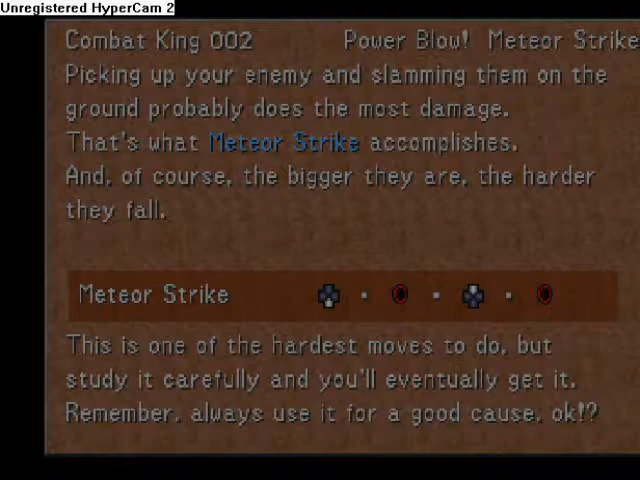 Unregistered HyperCam 2
Combat King 002 Power Blow! Meteor Strike
Picking up your enemy and slamming them on the
ground probably does the most damage.
That's what Meteor Strike accomplishes.
And, of course, the bigger they are, the harder
they fall.
Meteor Strike
This is one of the hardest moves to do, but
study it carefully and you'll eventually get it.
Remember, always use it for a good cause, ok!?